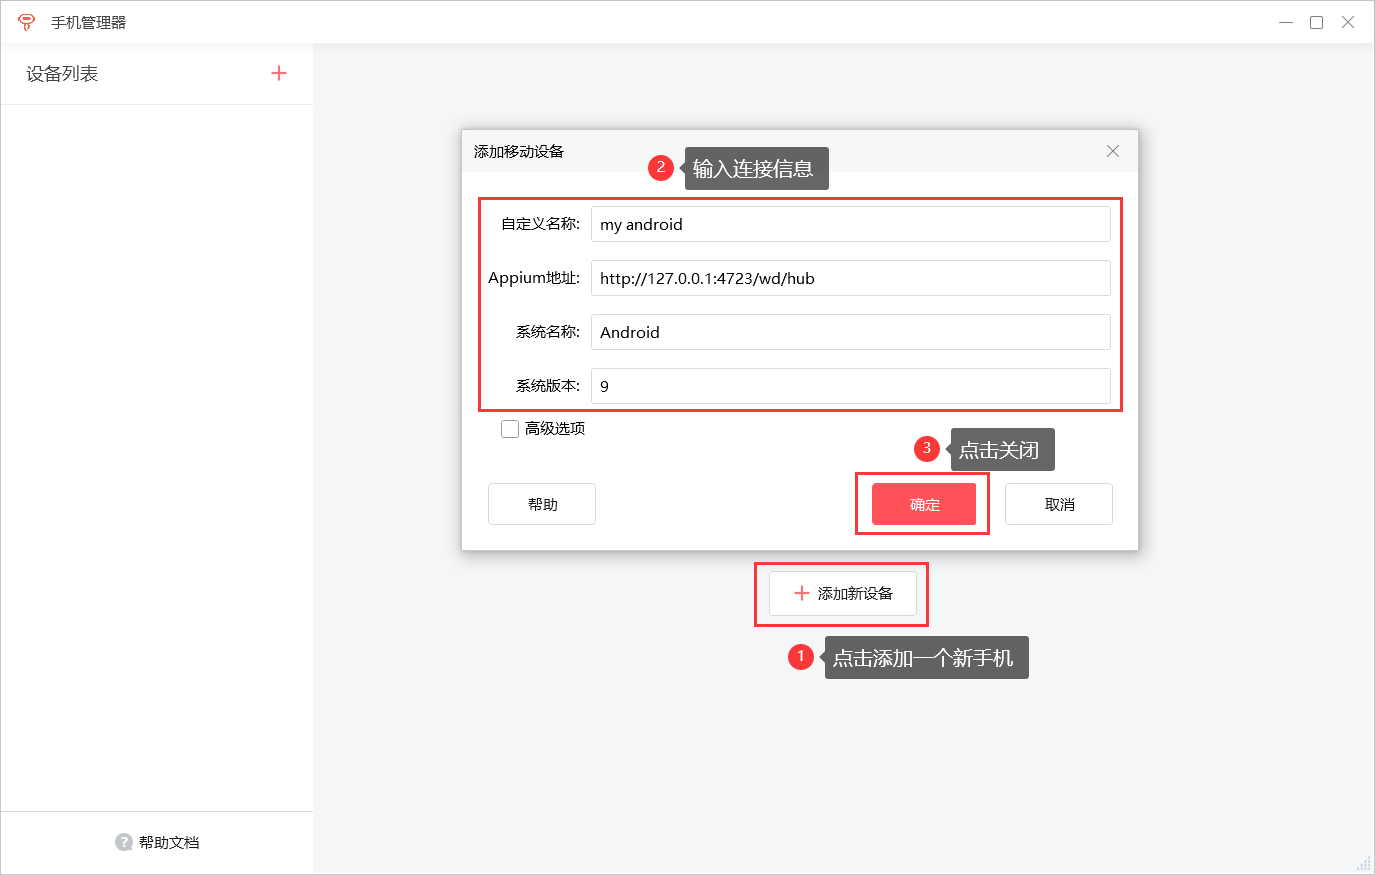 手机管理器
设备列表
添加移动设备
2
输入连接信息
自定义名称:
my android
Appium地址:
http://127.0.0.1:4723/wd/hub
系统名称:
Android
系统版本:
9
高级选项
3
点击关闭
帮助
确定
取消
添加新设备
1
点击添加一个新手机
?
帮助文档